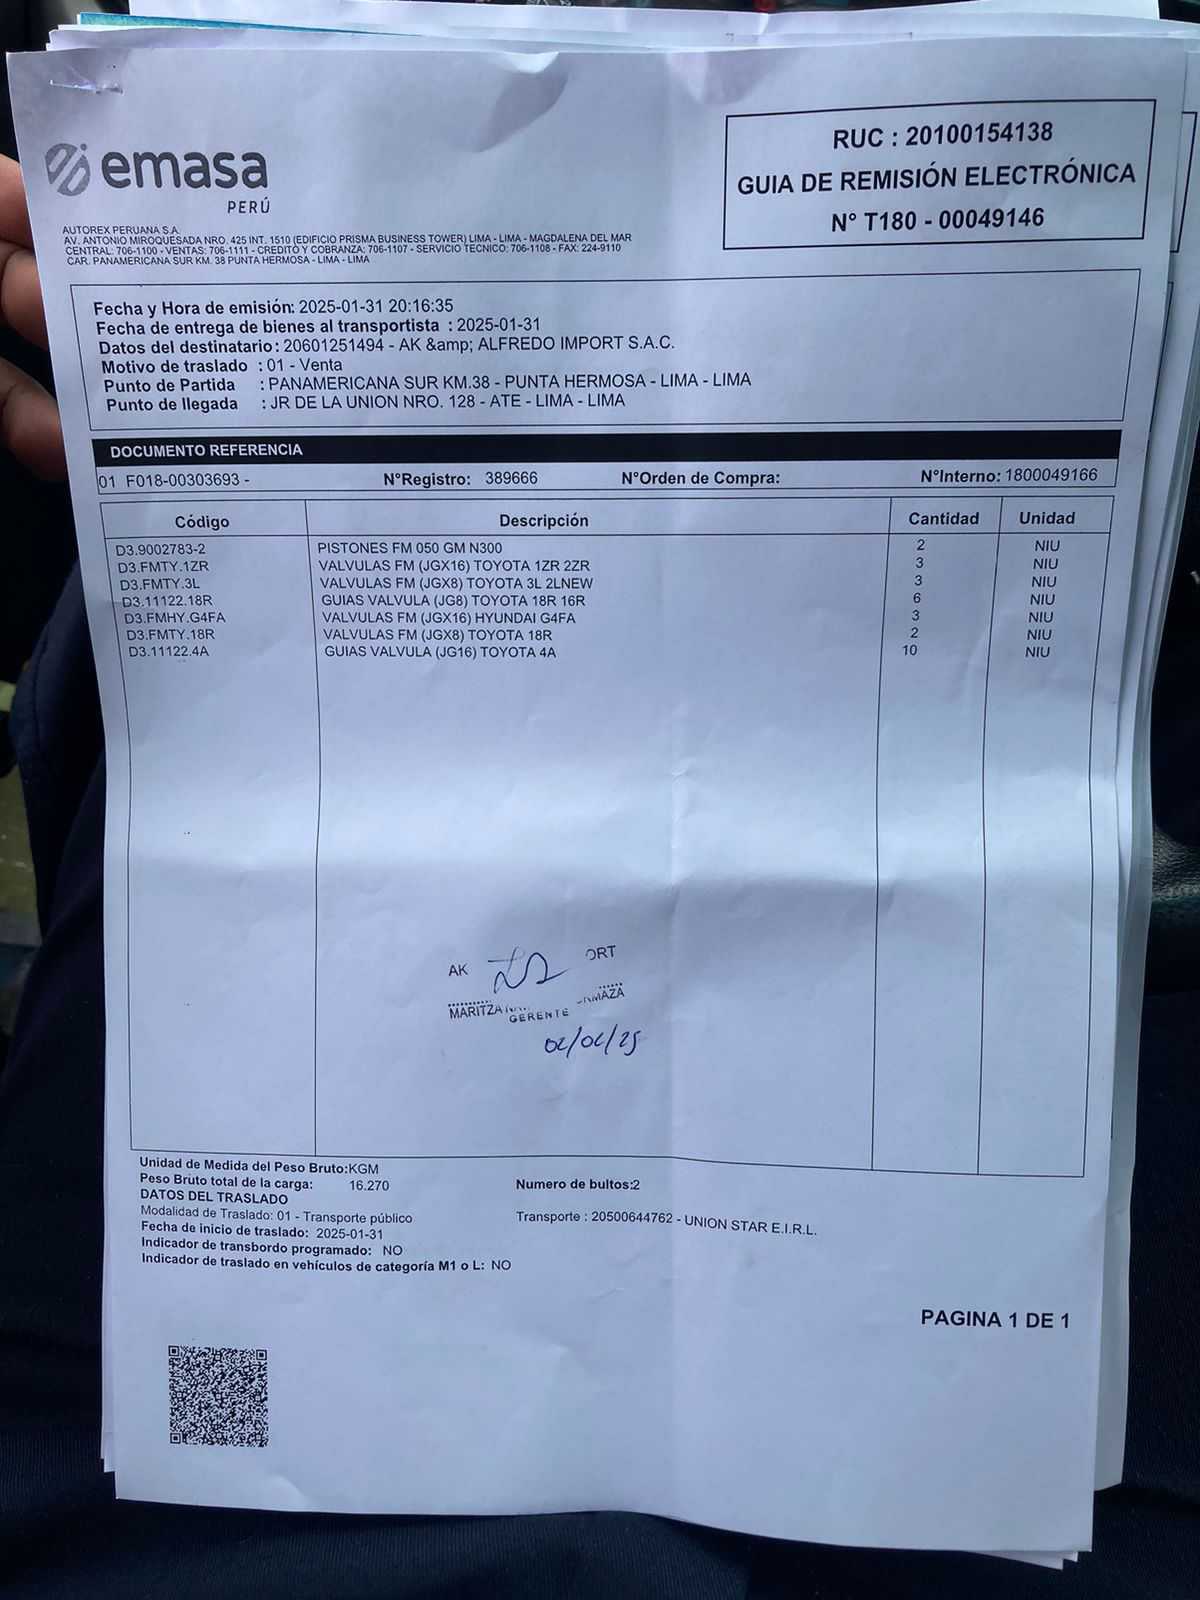 emasa
PERÚ
RUC : 20100154138
GUIA DE REMISIÓN ELECTRÓNICA
N° T180 - 00049146
AUTOREX PERUANA S.A.
AV. ANTONIO MIROQUESADA NRO. 425 INT. 1510 (EDIFICIO PRISMA BUSINESS TOWER) LIMA - LIMA - MAGDALENA DEL MAR
CENTRAL: 706-1100 - VENTAS: 706-1111 - CREDITO Y COBRANZA: 706-1107 - SERVICIO TECNICO: 706-1108 - FAX: 224-9110
CAR. PANAMERICANA SUR KM. 38 PUNTA HERMOSA - LIMA - LIMA
Fecha y Hora de emisión: 2025-01-31 20:16:35
Fecha de entrega de bienes al transportista : 2025-01-31
Datos del destinatario : 20601251494 - AK &amp; ALFREDO IMPORT S.A.C.
Motivo de traslado : 01 - Venta
Punto de Partida : PANAMERICANA SUR KM.38 - PUNTA HERMOSA - LIMA - LIMA
Punto de llegada : JR DE LA UNION NRO. 128 - ATE - LIMA - LIMA
DOCUMENTO REFERENCIA
01 F018-00303693 - N°Registro: 389666 N°Orden de Compra: N°Interno: 1800049166
Código Descripción Cantidad Unidad
D3.9002783-2 PISTONES FM 050 GM N300 2 NIU
D3.FMTY.1ZR VALVULAS FM (JGX16) TOYOTA 1ZR 2ZR 3 NIU
D3.FMTY.3L VALVULAS FM (JGX8) TOYOTA 3L 2LNEW 3 NIU
D3.11122.18R GUIAS VALVULA (JG8) TOYOTA 18R 16R 6 NIU
D3.FMHY.G4FA VALVULAS FM (JGX16) HYUNDAI G4FA 3 NIU
D3.FMTY.18R VALVULAS FM (JGX8) TOYOTA 18R 2 NIU
D3.11122.4A GUIAS VALVULA (JG16) TOYOTA 4A 10 NIU
AK ORT
MARITZA
GERENTE
Unidad de Medida del Peso Bruto:KGM
Peso Bruto total de la carga: 16.270 Numero de bultos:2
DATOS DEL TRASLADO
Modalidad de Traslado: 01 - Transporte público Transporte : 20500644762 - UNION STAR E.I.R.L.
Fecha de inicio de traslado: 2025-01-31
Indicador de transbordo programado: NO
Indicador de traslado en vehículos de categoría M1 o L: NO
PAGINA 1 DE 1